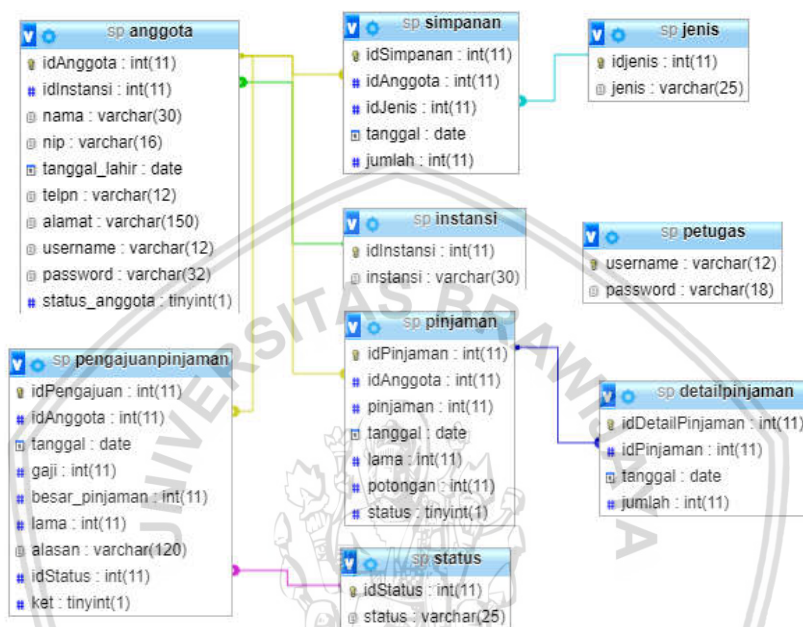 sp anggota
idAnggota : int(11)
idInstansi : int(11)
nama : varchar(30)
nip : varchar(16)
tanggal_lahir : date
telpn : varchar(12)
alamat : varchar(150)
username : varchar(12)
password : varchar(32)
status_anggota : tinyint(1)
sp simpanan
idSimpanan : int(11)
idAnggota : int(11)
idJenis : int(11)
tanggal : date
jumlah : int(11)
sp jenis
idjenis : int(11)
jenis : varchar(25)
sp instansi
idInstansi : int(11)
instansi : varchar(30)
sp petugas
username : varchar(12)
password : varchar(18)
sp pengajuanpinjaman
idPengajuan : int(11)
idAnggota : int(11)
tanggal : date
gaji : int(11)
besar_pinjaman : int(11)
lama : int(11)
alasan : varchar(120)
idStatus : int(11)
ket : tinyint(1)
sp pinjaman
idPinjaman : int(11)
idAnggota : int(11)
pinjaman : int(11)
tanggal : date
lama : int(11)
potongan : int(11)
status : tinyint(1)
sp detailpinjaman
idDetailPinjaman : int(11)
idPinjaman : int(11)
tanggal : date
jumlah : int(11)
sp status
idStatus : int(11)
status : varchar(25)
UNIVERSITAS BRAWIJAYA